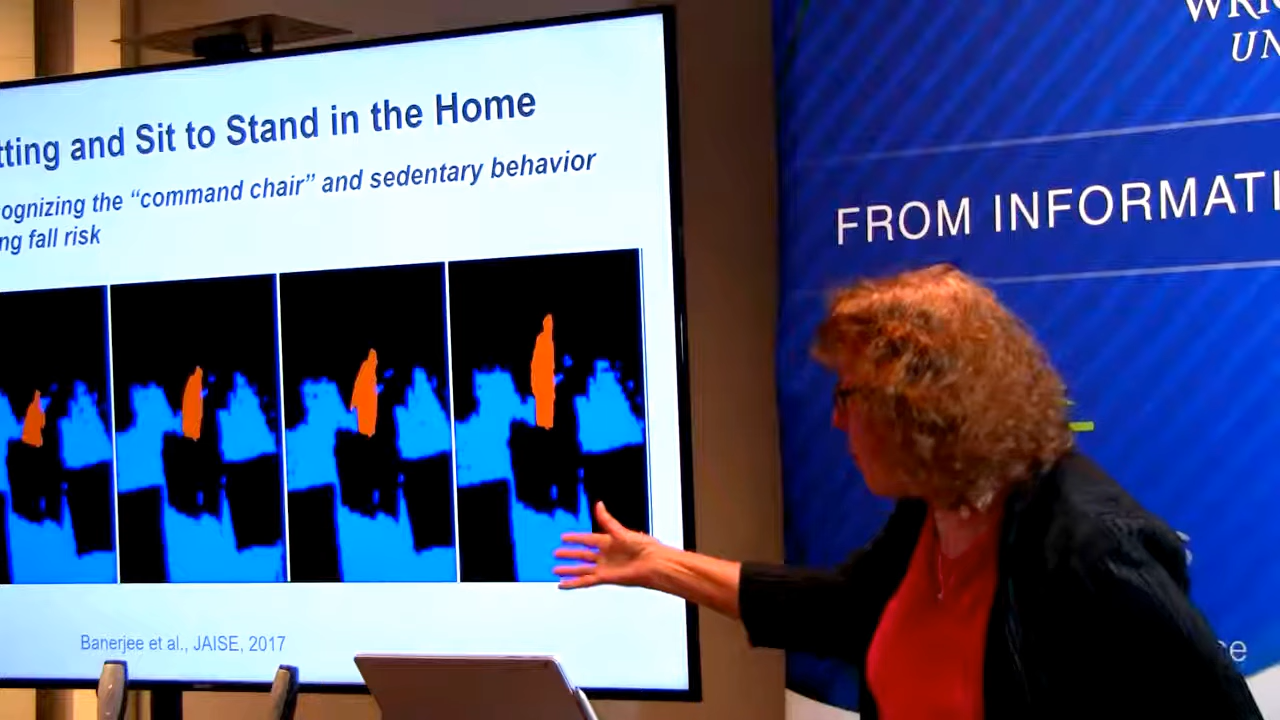 tting and Sit to Stand in the Home
ognizing the “command chair” and sedentary behavior
ng fall risk
Banerjee et al., JAISE, 2017
UN
FROM INFORMATI